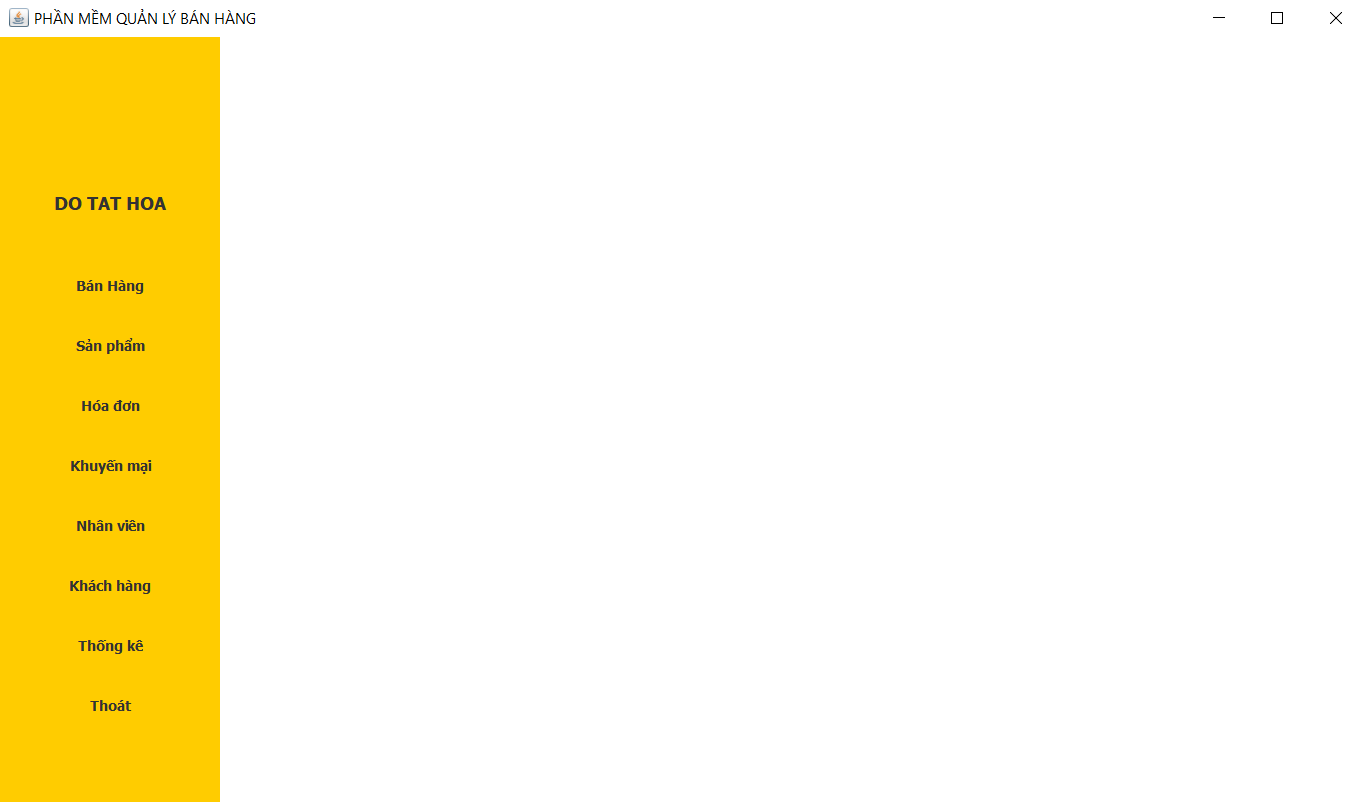 PHẦN MỀM QUẢN LÝ BÁN HÀNG
DO TAT HOA
Bán Hàng
Sản phẩm
Hóa đơn
Khuyến mại
Nhân viên
Khách hàng
Thống kê
Thoát